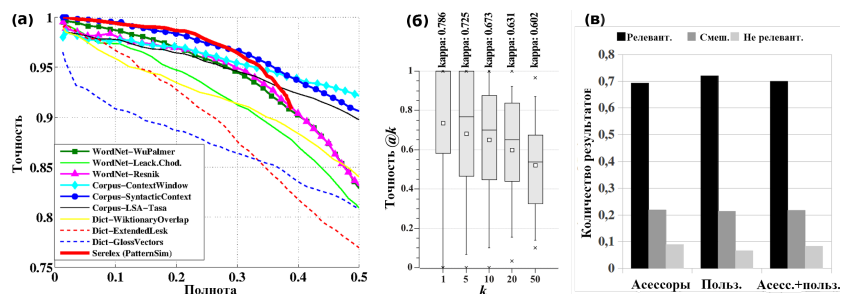 (а)
Точность
1
0.95
0.9
0.85
0.8
0.75
WordNet-WuPalmer
WordNet-Leack.Chod.
WordNet-Resnik
Corpus-ContextWindow
Corpus-SyntacticContext
Corpus-LSA-Tasa
Dict-WiktionaryOverlap
Dict-ExtendedLesk
Dict-GlossVectors
Serelex (PatternSim)
0 0.1 0.2 0.3 0.4 0.5
Полнота
(б)
kappa: 0.786
kappa: 0.725
kappa: 0.673
kappa: 0.631
kappa: 0.602
Точность @k
1.0
0.8
0.6
0.4
0.2
0.0
1 5 10 20 50
k
(в)
Релевант. Смеш. Не релевант.
Количество результатов
0,8
0,7
0,6
0,5
0,4
0,3
0,2
0,1
0
Асессоры Польз. Асесс.+польз.